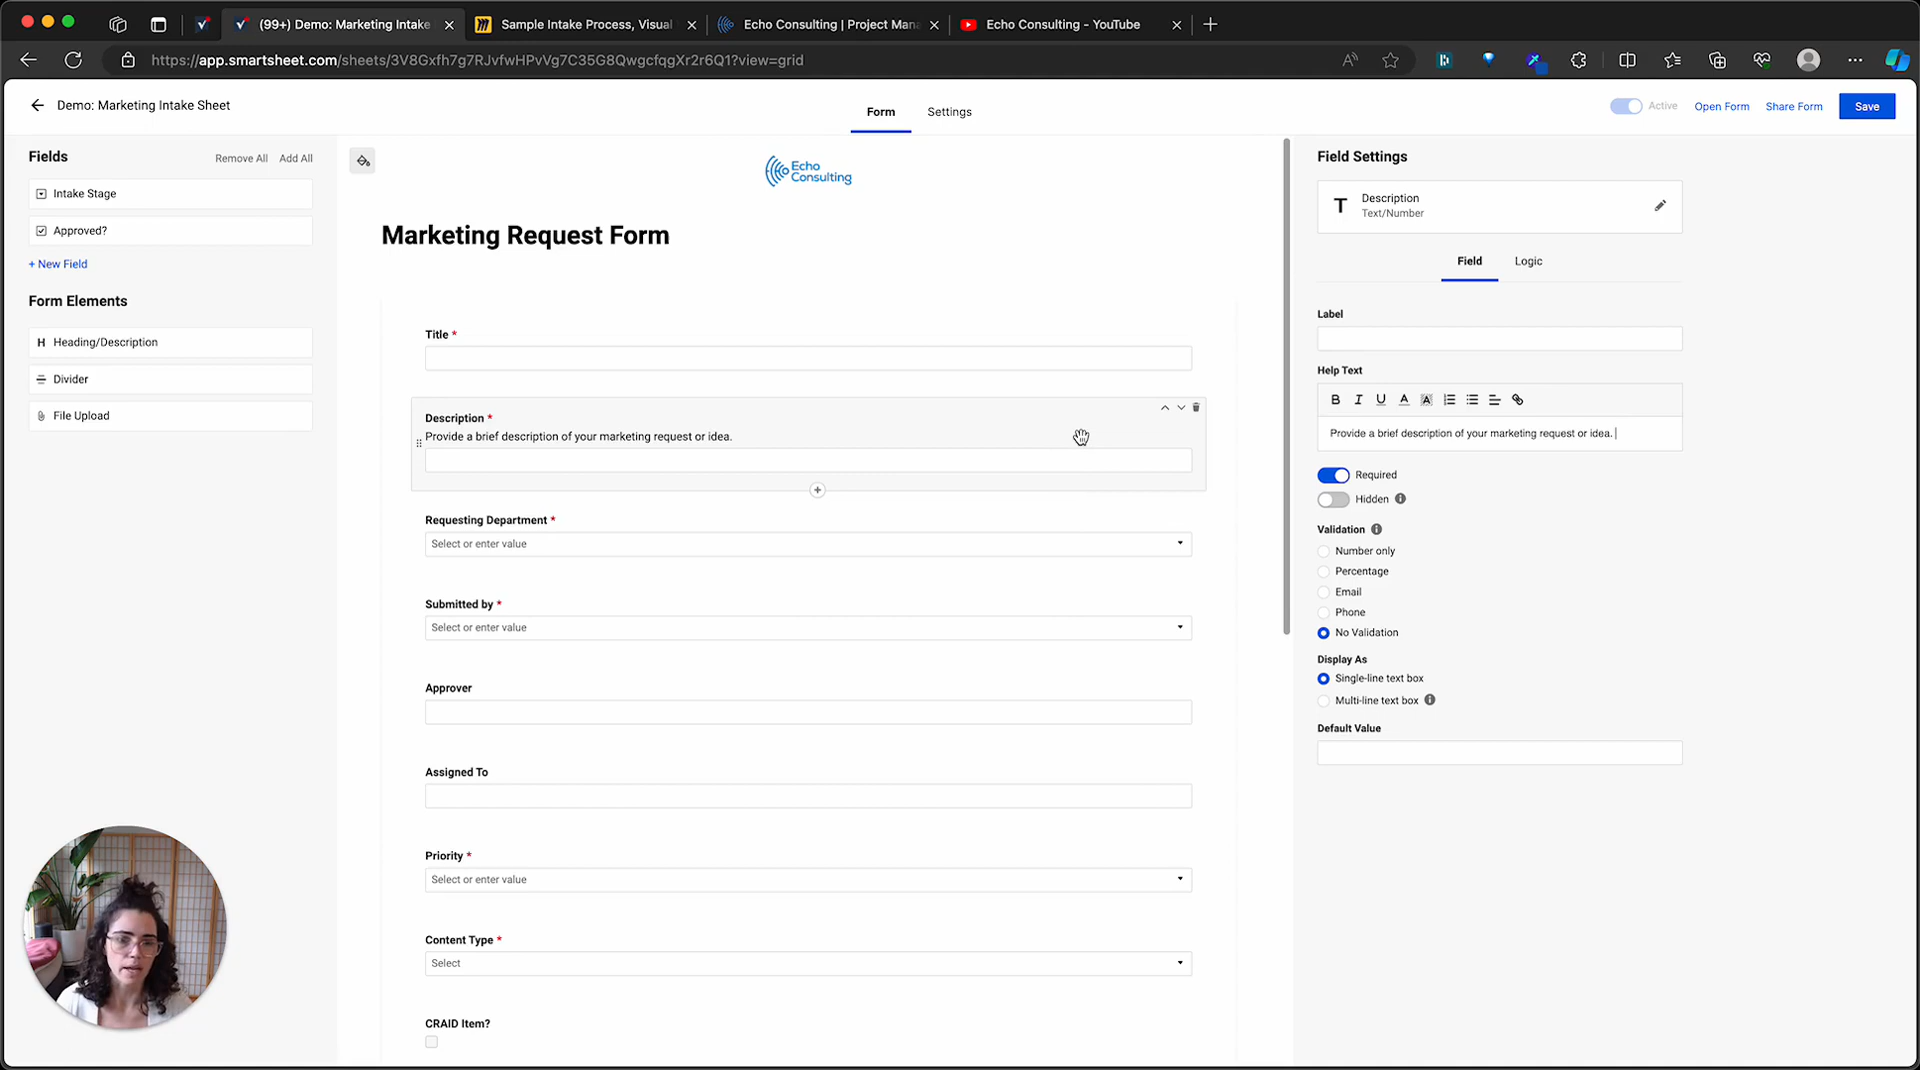 (99+) Demo: Marketing Intake
Sample Intake Process, Visual
Echo Consulting | Project Mana
Echo Consulting - YouTube
https://app.smartsheet.com/sheets/3V8Gxfh7g7RJvfwHPvVg7C35G8QwgcfqgXr2r6Q1?view=grid
Demo: Marketing Intake Sheet
Form
Settings
Active
Open Form
Share Form
Save
Fields
Remove All
Add All
Intake Stage
Approved?
+ New Field
Form Elements
H Heading/Description
Divider
File Upload
Echo
Consulting
Marketing Request Form
Title *
Description *
Provide a brief description of your marketing request or idea.
Requesting Department *
Select or enter value
Submitted by *
Select or enter value
Approver
Assigned To
Priority *
Select or enter value
Content Type *
Select
CRAID Item?
Field Settings
T
Description
Text/Number
Field
Logic
Label
Help Text
B I U A A
Provide a brief description of your marketing request or idea.
Required
Hidden
Validation
Number only
Percentage
Email
Phone
No Validation
Display As
Single-line text box
Multi-line text box
Default Value